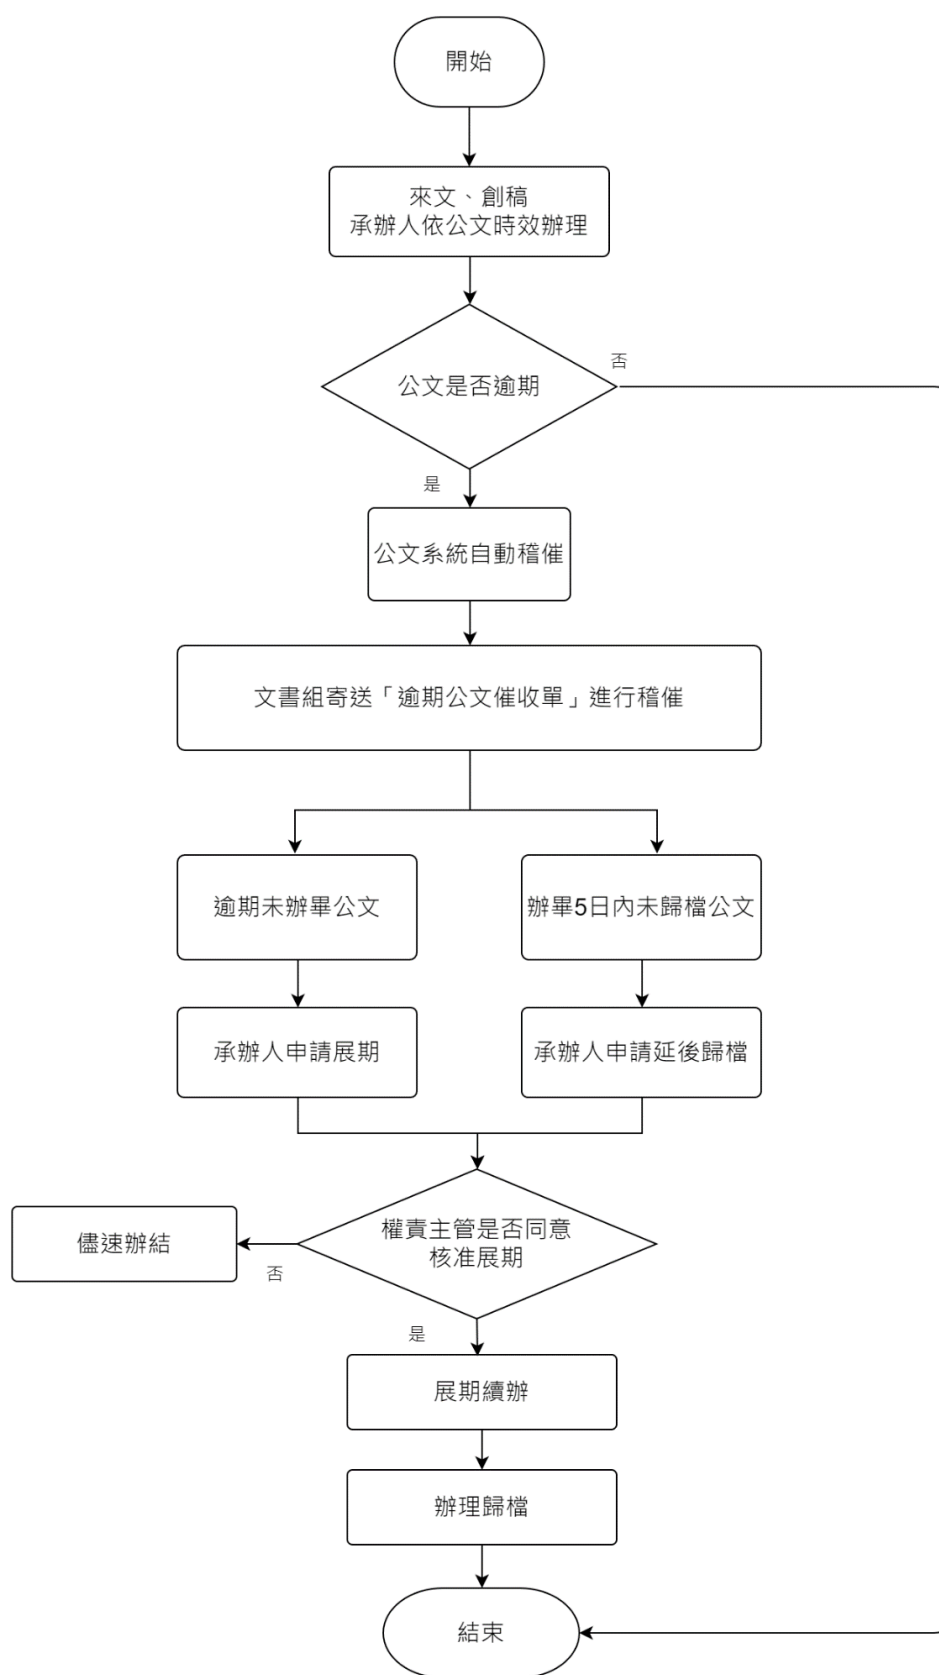 開始
來文、創稿
承辦人依公文時效辦理
公文是否逾期
否
是
公文系統自動稽催
文書組寄送「逾期公文催收單」進行稽催
逾期未辦畢公文
辦畢5日內未歸檔公文
承辦人申請展期
承辦人申請延後歸檔
權責主管是否同意
核准展期
儘速辦結
否
是
展期續辦
辦理歸檔
結束